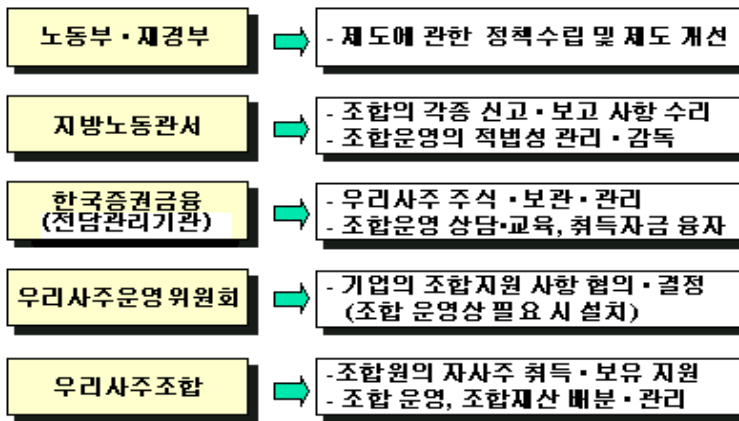 노동부·재경부
- 제도에 관한 정책수립 및 제도 개선
지방노동관서
- 조합의 각종 신고·보고 사항 수리
- 조합운영의 적법성 관리·감독
한국증권금융
(전담관리기관)
- 우리사주 주식·보관·관리
- 조합운영 상담·교육, 취득자금 융자
우리사주운영위원회
- 기업의 조합지원 사항 협의·결정
(조합 운영상 필요 시 설치)
우리사주조합
-조합원의 자사주 취득·보유 지원
- 조합 운영, 조합재산 배분·관리